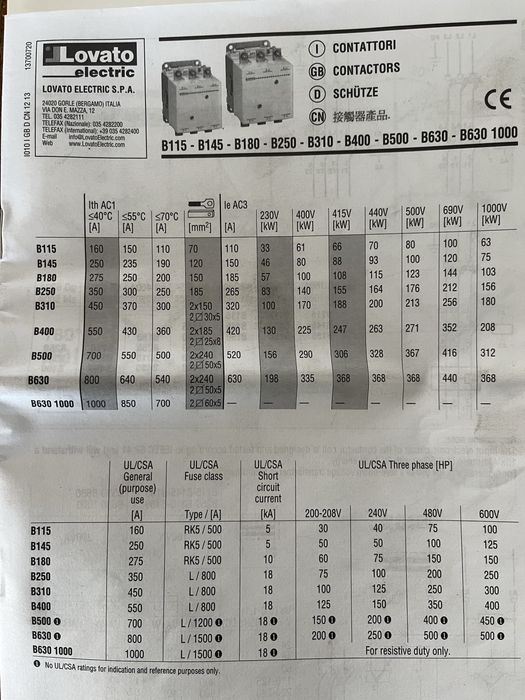 I010 I GB D CN 12 13 13700720
Lovato
electric
LOVATO ELECTRIC S.P.A.
24020 GORLE (BERGAMO) ITALIA
VIA DON E. MAZZA, 12
TEL. 035 4282111
TELEFAX (Nazionale): 035 4282200
TELEFAX (International): +39 035 4282400
E-mail info@LovatoElectric.com
Web www.LovatoElectric.com
I CONTATTORI
GB CONTACTORS
D SCHÜTZE
CN 接觸器產品.
CE
B115 - B145 - B180 - B250 - B310 - B400 - B500 - B630 - B630 1000
Ith AC1 Ie AC3
≤40°C ≤55°C ≤70°C 230V 400V 415V 440V 500V 690V 1000V
[A] [A] [A] [mm²] [A] [kW] [kW] [kW] [kW] [kW] [kW] [kW]
B115 160 150 110 70 110 33 61 66 70 80 100 63
B145 250 235 190 120 150 46 80 88 93 100 120 75
B180 275 250 200 150 185 57 100 108 115 123 144 103
B250 350 300 250 185 265 83 140 155 164 176 212 156
B310 450 370 300 2x150 320 100 170 188 200 213 256 180
2 30x5
B400 550 430 360 2x185 420 130 225 247 263 271 352 208
2 25x8
B500 700 550 500 2x240 520 156 290 306 328 367 416 312
2 50x5
B630 800 640 540 2x240 630 198 335 368 368 368 440 368
2 50x5
B630 1000 1000 850 700 2 60x5 — — — — — — — —
UL/CSA UL/CSA UL/CSA UL/CSA Three phase [HP]
General Fuse class Short
(purpose) circuit
use current
[A] Type / [A] [kA] 200-208V 240V 480V 600V
B115 160 RK5 / 500 5 30 40 75 100
B145 250 RK5 / 500 5 50 50 100 125
B180 275 RK5 / 500 10 60 75 150 150
B250 350 L / 800 18 75 100 200 250
B310 450 L / 800 18 100 125 250 300
B400 550 L / 800 18 125 150 350 400
B500 ❶ 700 L / 1200 ❶ 18 ❶ 150 ❶ 200 ❶ 400 ❶ 450 ❶
B630 ❶ 800 L / 1500 ❶ 18 ❶ 200 ❶ 250 ❶ 500 ❶ 500 ❶
B630 1000 1000 L / 1500 ❶ 18 ❶ For resistive duty only.
❶ No UL/CSA ratings for indication and reference purposes only.